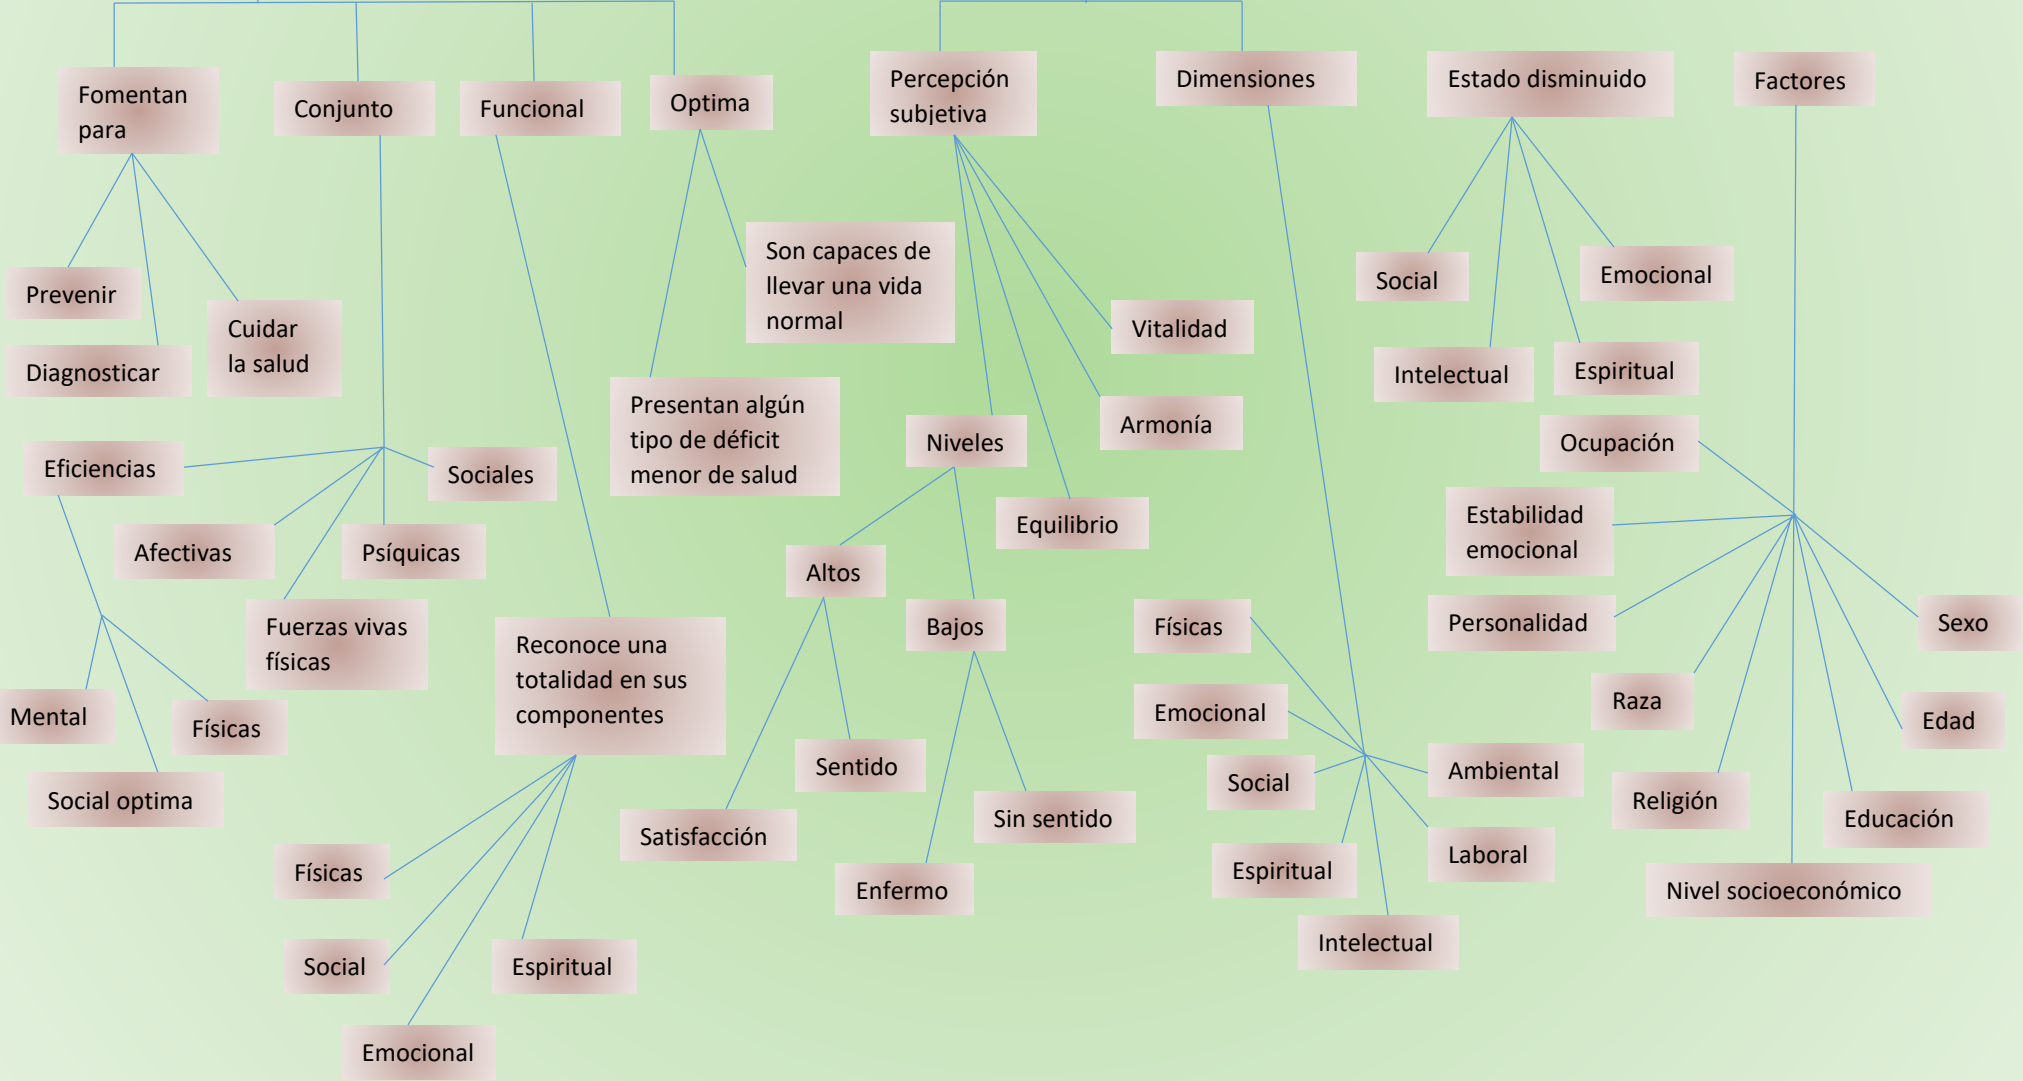 Fomentan
para
Conjunto
Funcional
Optima
Percepción
subjetiva
Dimensiones
Estado disminuido
Factores
Prevenir
Diagnosticar
Cuidar
la salud
Son capaces de
llevar una vida
normal
Presentan algún
tipo de déficit
menor de salud
Vitalidad
Armonía
Niveles
Equilibrio
Social
Emocional
Intelectual
Espiritual
Ocupación
Estabilidad
emocional
Personalidad
Raza
Religión
Nivel socioeconómico
Educación
Edad
Sexo
Eficiencias
Sociales
Afectivas
Psíquicas
Fuerzas vivas
físicas
Mental
Físicas
Social optima
Reconoce una
totalidad en sus
componentes
Físicas
Social
Emocional
Espiritual
Altos
Bajos
Sentido
Satisfacción
Sin sentido
Enfermo
Físicas
Emocional
Social
Espiritual
Ambiental
Laboral
Intelectual